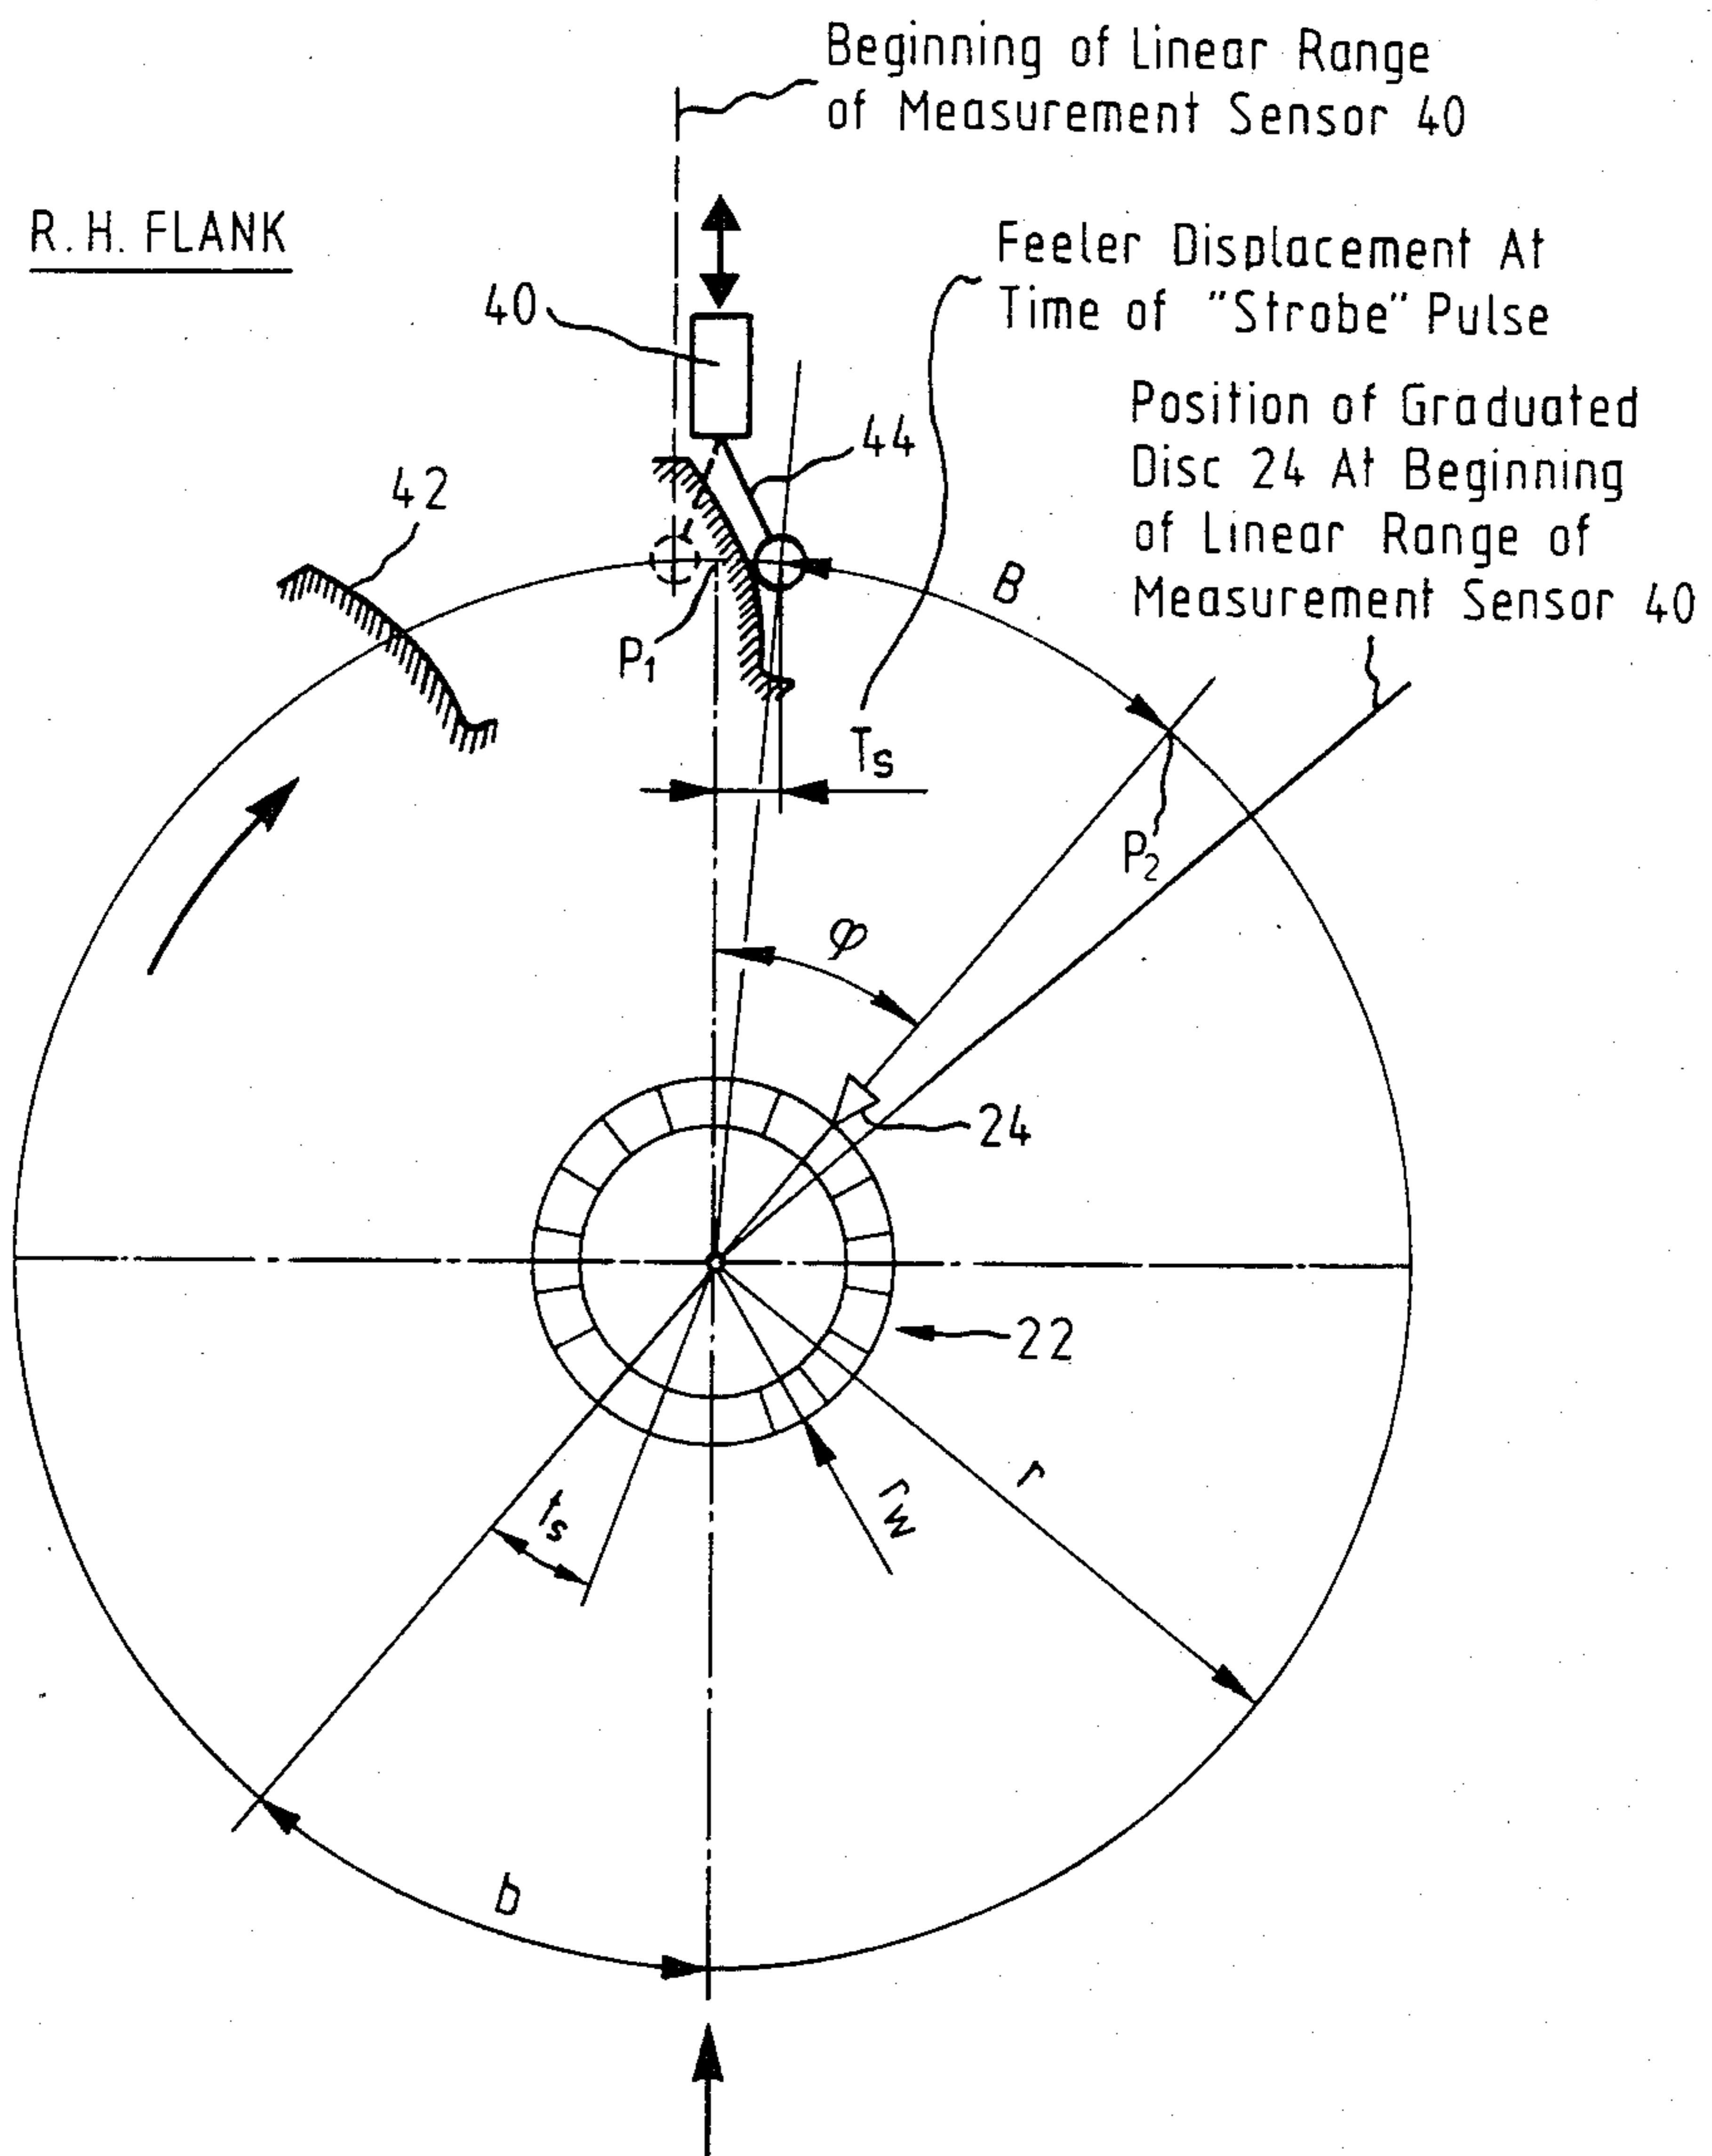 Beginning of Linear Range
of Measurement Sensor 40
R.H. FLANK
Feeler Displacement At
Time of "Strobe" Pulse
40
Position of Graduated
Disc 24 At Beginning
of Linear Range of
Measurement Sensor 40
44
42
B
P1
Ts
P2
φ
24
22
r
rw
ts
b